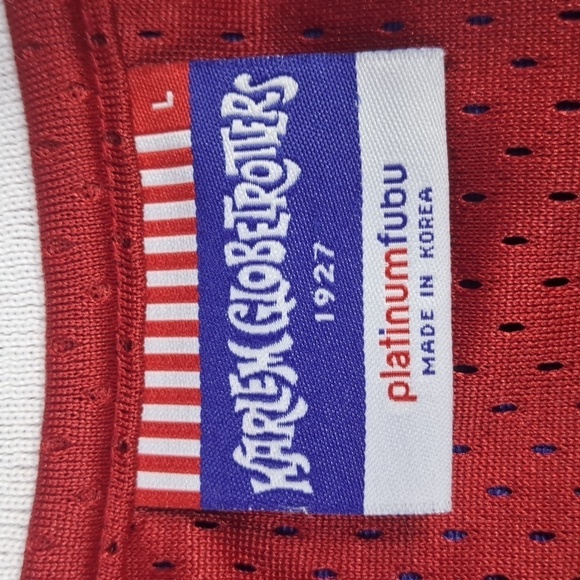 L
HARLEM GLOBETROTTERS
1927
platinumfubu
MADE IN KOREA